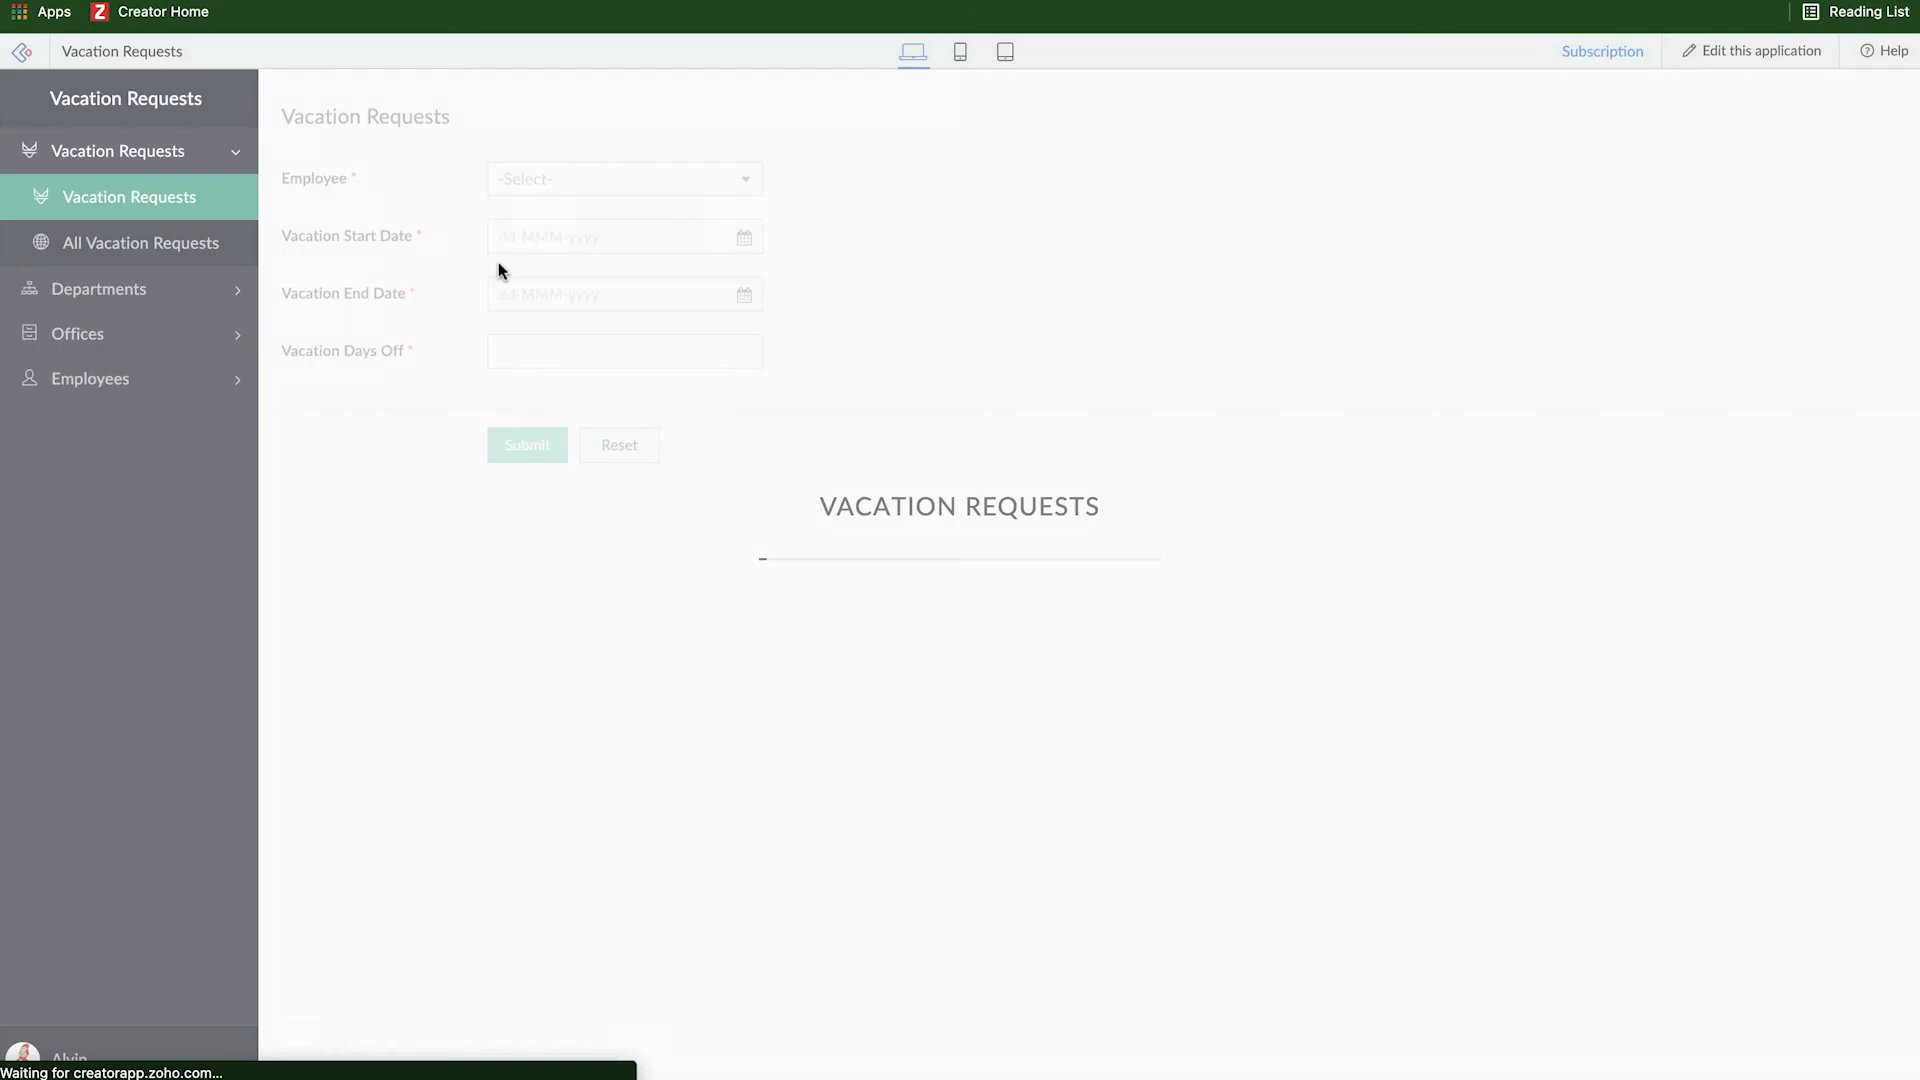 Apps
Creator Home
Reading List
Vacation Requests
Subscription
Edit this application
Help
Vacation Requests
Vacation Requests
Vacation Requests
All Vacation Requests
Departments
Offices
Employees
Vacation Requests
Employee *
-Select-
Vacation Start Date *
dd-MMM-yyyy
Vacation End Date *
dd-MMM-yyyy
Vacation Days Off *
Submit
Reset
VACATION REQUESTS
Alvin
Waiting for creatorapp.zoho.com...